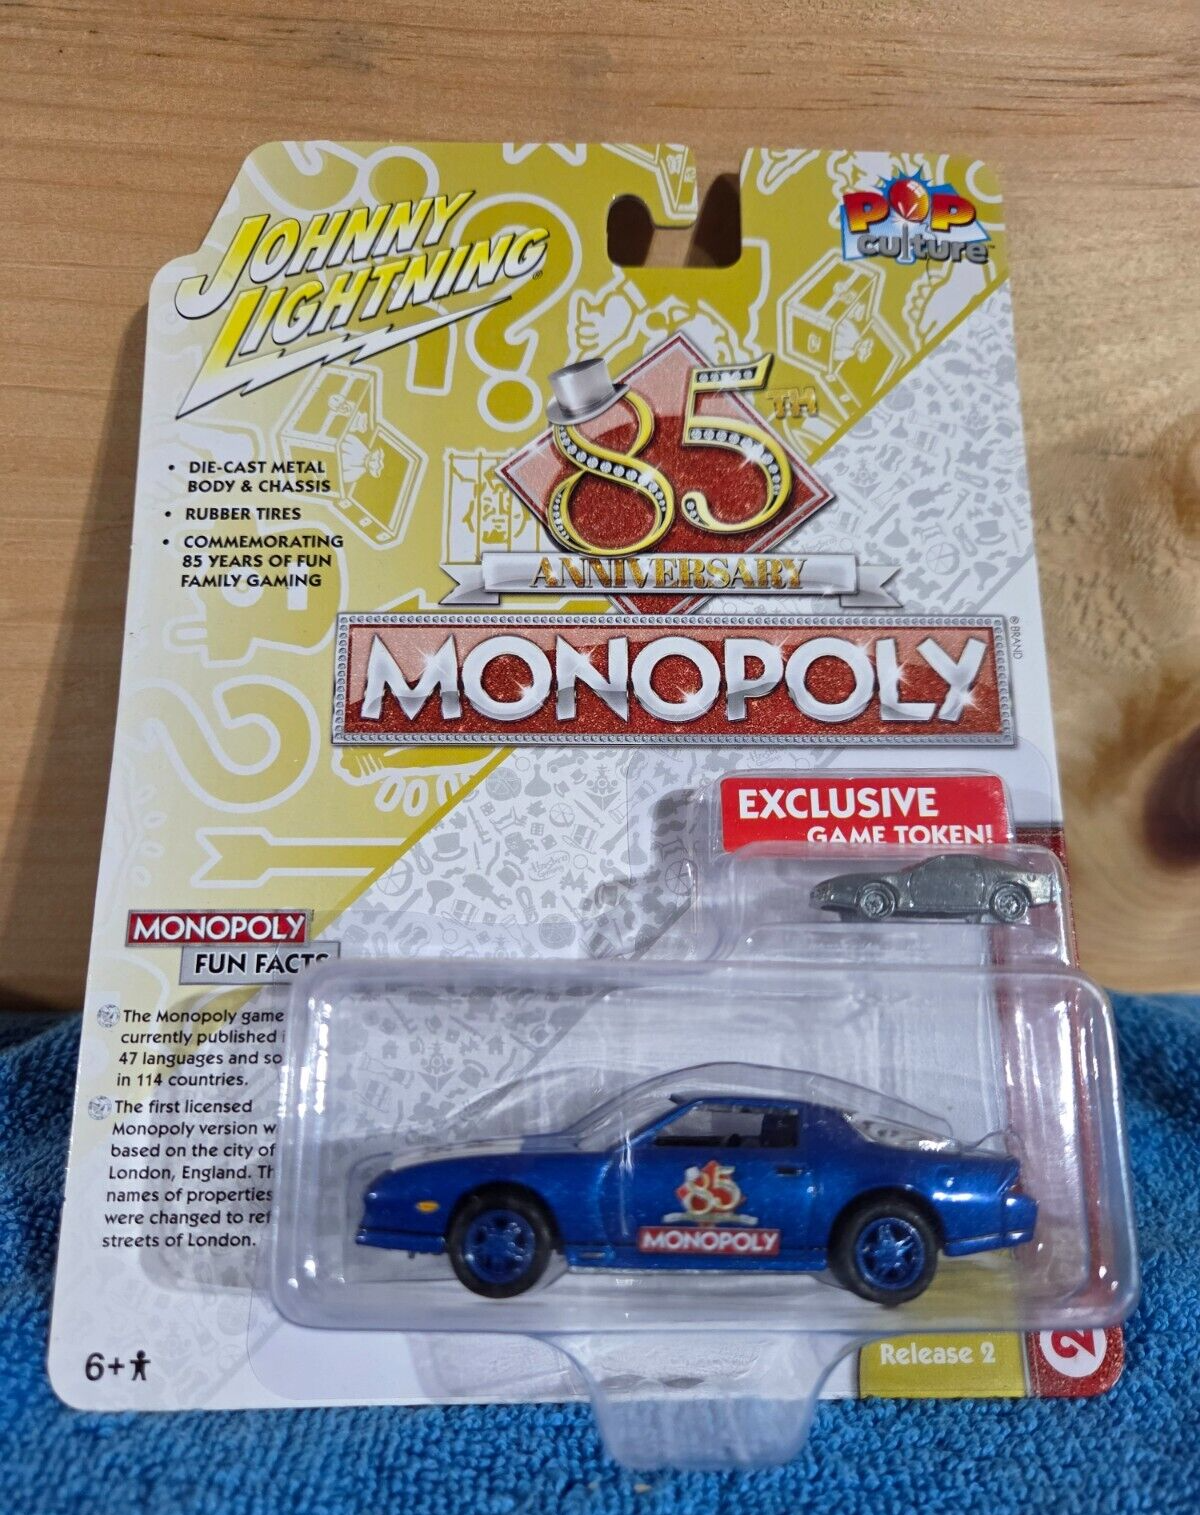 JOHNNY
LIGHTNING®
POP
culture™
85TH
ANNIVERSARY
MONOPOLY
® BRAND
• DIE-CAST METAL
BODY & CHASSIS
• RUBBER TIRES
• COMMEMORATING
85 YEARS OF FUN
FAMILY GAMING
EXCLUSIVE
GAME TOKEN!
MONOPOLY
FUN FACTS
The Monopoly game
currently published
47 languages and so
in 114 countries.
The first licensed
Monopoly version w
based on the city of
London, England. Th
names of properties
were changed to ref
streets of London.
85
MONOPOLY
6+
Release 2
2